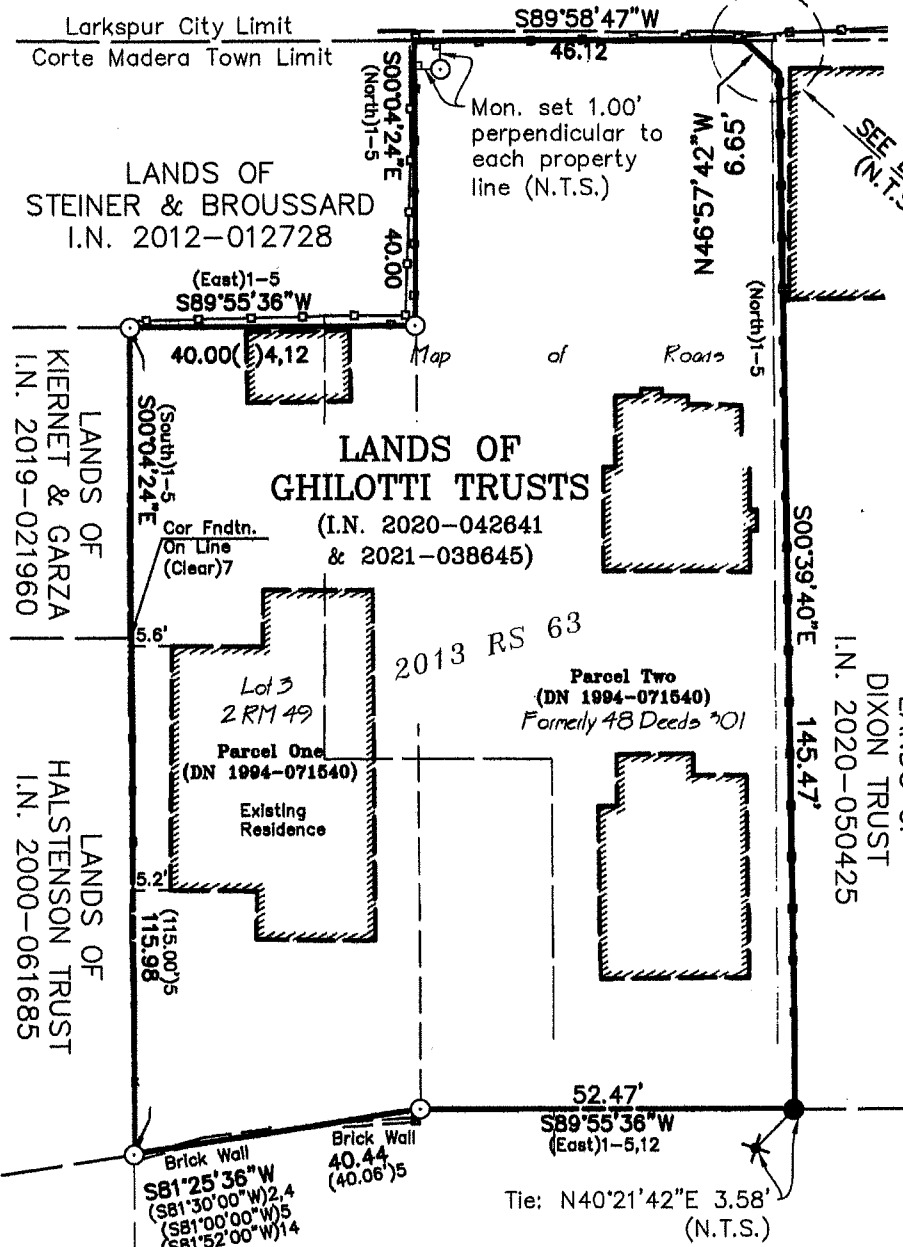 Larkspur City Limit
Corte Madera Town Limit
S89°58'47"W
46.12
S00°04'24"E
(North)1-5
40.00
Mon. set 1.00'
perpendicular to
each property
line (N.T.S.)
N46°57'42"W
6.65'
SEE
(N.T.S
LANDS OF
STEINER & BROUSSARD
I.N. 2012-012728
(East)1-5
S89°55'36"W
40.00( )4,12
(North)1-5
Map of Roans
LANDS OF
KIERNET & GARZA
I.N. 2019-021960
(South)1-5
S00°04'24"E
LANDS OF
GHILOTTI TRUSTS
(I.N. 2020-042641
& 2021-038645)
Cor Fndtn.
On Line
(Clear)7
5.6'
S00°39'40"E
145.47'
DIXON TRUST
I.N. 2020-050425
2013 RS 63
Lot 3
2 RM 49
Parcel One
(DN 1994-071540)
Existing
Residence
Parcel Two
(DN 1994-071540)
Formerly 48 Deeds 301
LANDS OF
HALSTENSON TRUST
I.N. 2000-061685
5.2'
(115.00')5
115.98
52.47'
S89°55'36"W
(East)1-5,12
Brick Wall
Brick Wall
40.44
(40.06')5
S81°25'36"W
(S81°30'00"W)2,4
(S81°00'00"W)5
(S81°52'00"W)14
Tie: N40°21'42"E 3.58'
(N.T.S.)